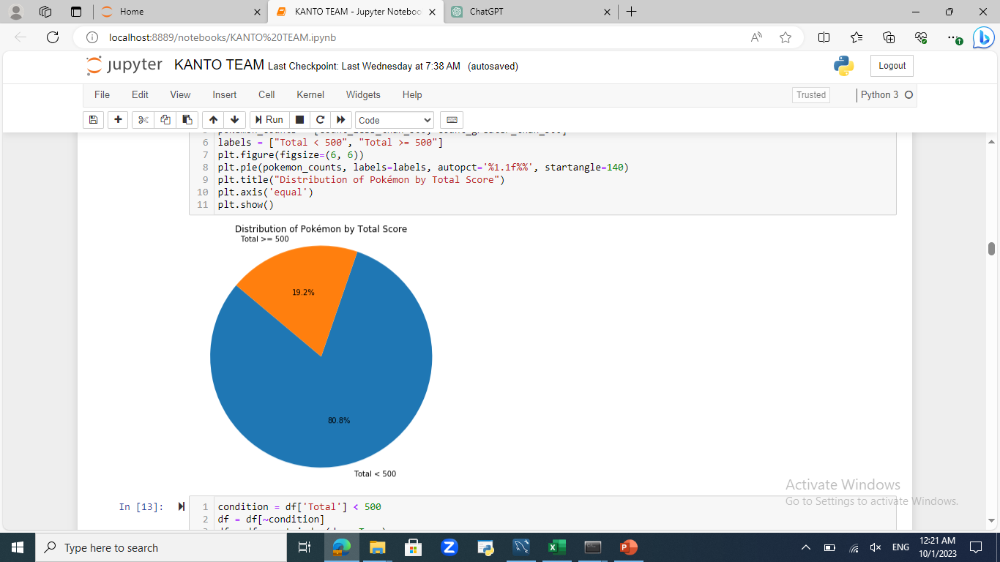 Home
KANTO TEAM - Jupyter Noteboo
ChatGPT
localhost:8889/notebooks/KANTO%20TEAM.ipynb
jupyter KANTO TEAM Last Checkpoint: Last Wednesday at 7:38 AM (autosaved)
Logout
File Edit View Insert Cell Kernel Widgets Help
Trusted
Python 3
Run
Code
6 labels = ["Total < 500", "Total >= 500"]
7 plt.figure(figsize=(6, 6))
8 plt.pie(pokemon_counts, labels=labels, autopct='%1.1f%%', startangle=140)
9 plt.title("Distribution of Pokémon by Total Score")
10 plt.axis('equal')
11 plt.show()
Distribution of Pokémon by Total Score
Total >= 500
19.2%
80.8%
Total < 500
Activate Windows
Go to Settings to activate Windows.
In [13]:
1 condition = df['Total'] < 500
2 df = df[~condition]
Type here to search
ENG
12:21 AM
10/1/2023